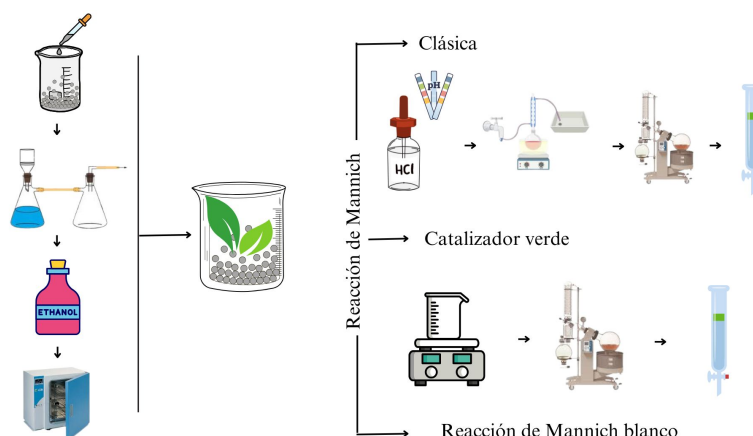 Clásica
pH
HCl
Reacción de Mannich
Catalizador verde
ETHANOL
Reacción de Mannich blanco